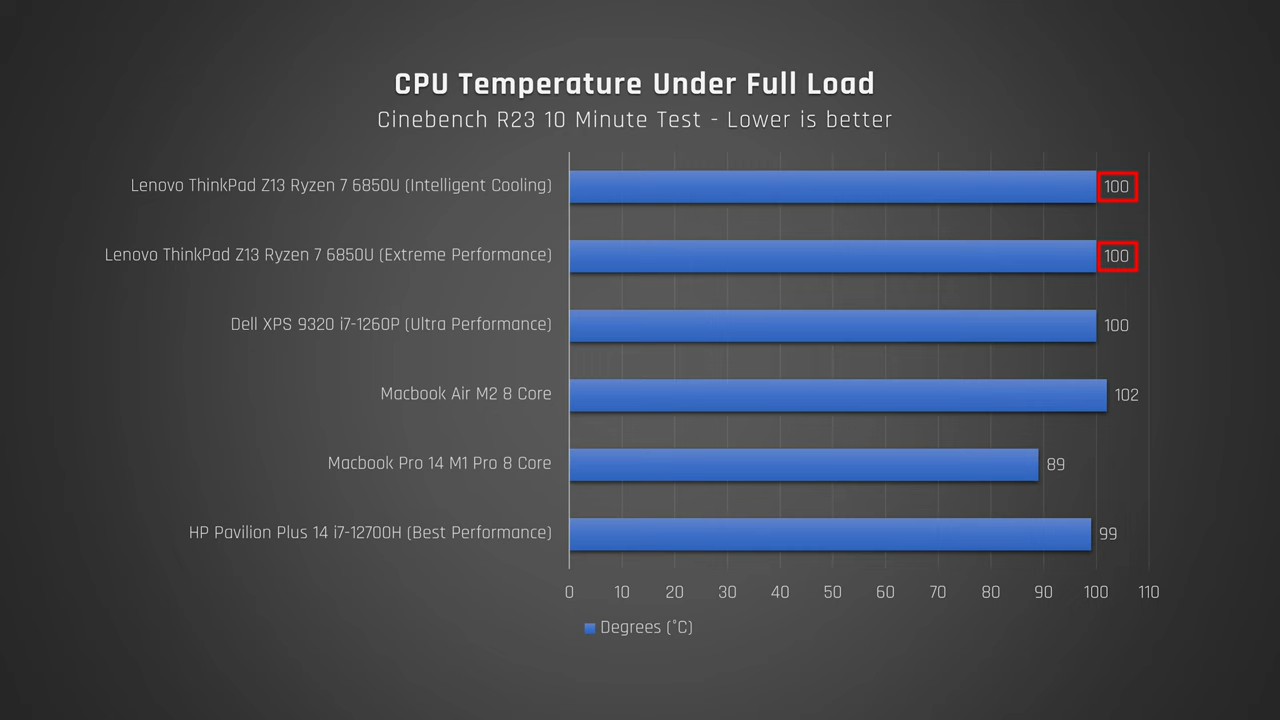 CPU Temperature Under Full Load
Cinebench R23 10 Minute Test - Lower is better
Lenovo ThinkPad Z13 Ryzen 7 6850U (Intelligent Cooling) 100
Lenovo ThinkPad Z13 Ryzen 7 6850U (Extreme Performance) 100
Dell XPS 9320 i7-1260P (Ultra Performance) 100
Macbook Air M2 8 Core 102
Macbook Pro 14 M1 Pro 8 Core 89
HP Pavilion Plus 14 i7-12700H (Best Performance) 99
0 10 20 30 40 50 60 70 80 90 100 110
Degrees (°C)